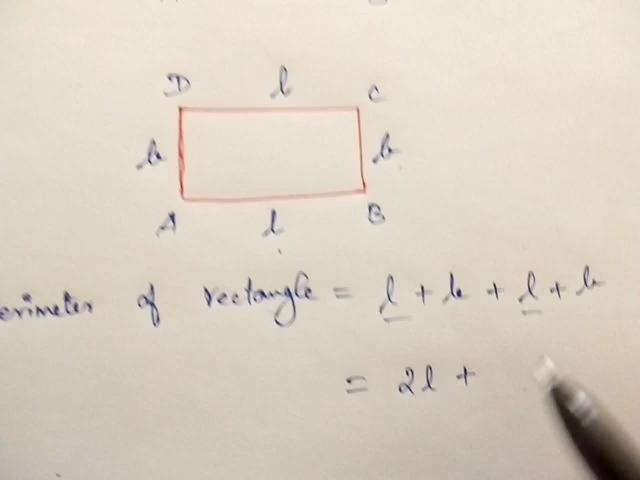 D l C
b b
A l B
erimeter of rectangle = l + b + l + b
= 2l +